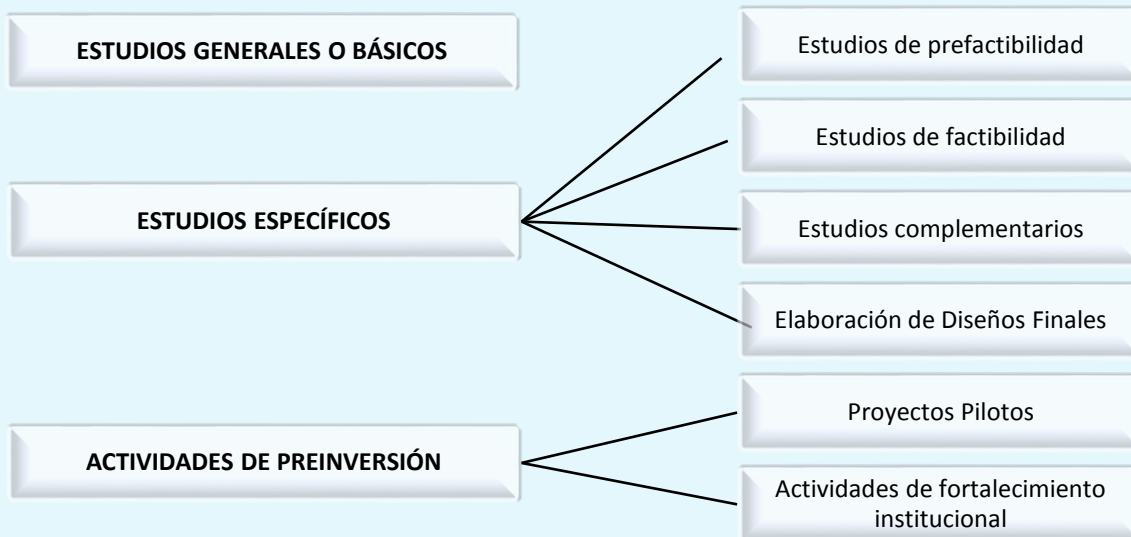 ESTUDIOS GENERALES O BÁSICOS
ESTUDIOS ESPECÍFICOS
Estudios de prefactibilidad
Estudios de factibilidad
Estudios complementarios
Elaboración de Diseños Finales
ACTIVIDADES DE PREINVERSIÓN
Proyectos Pilotos
Actividades de fortalecimiento
institucional